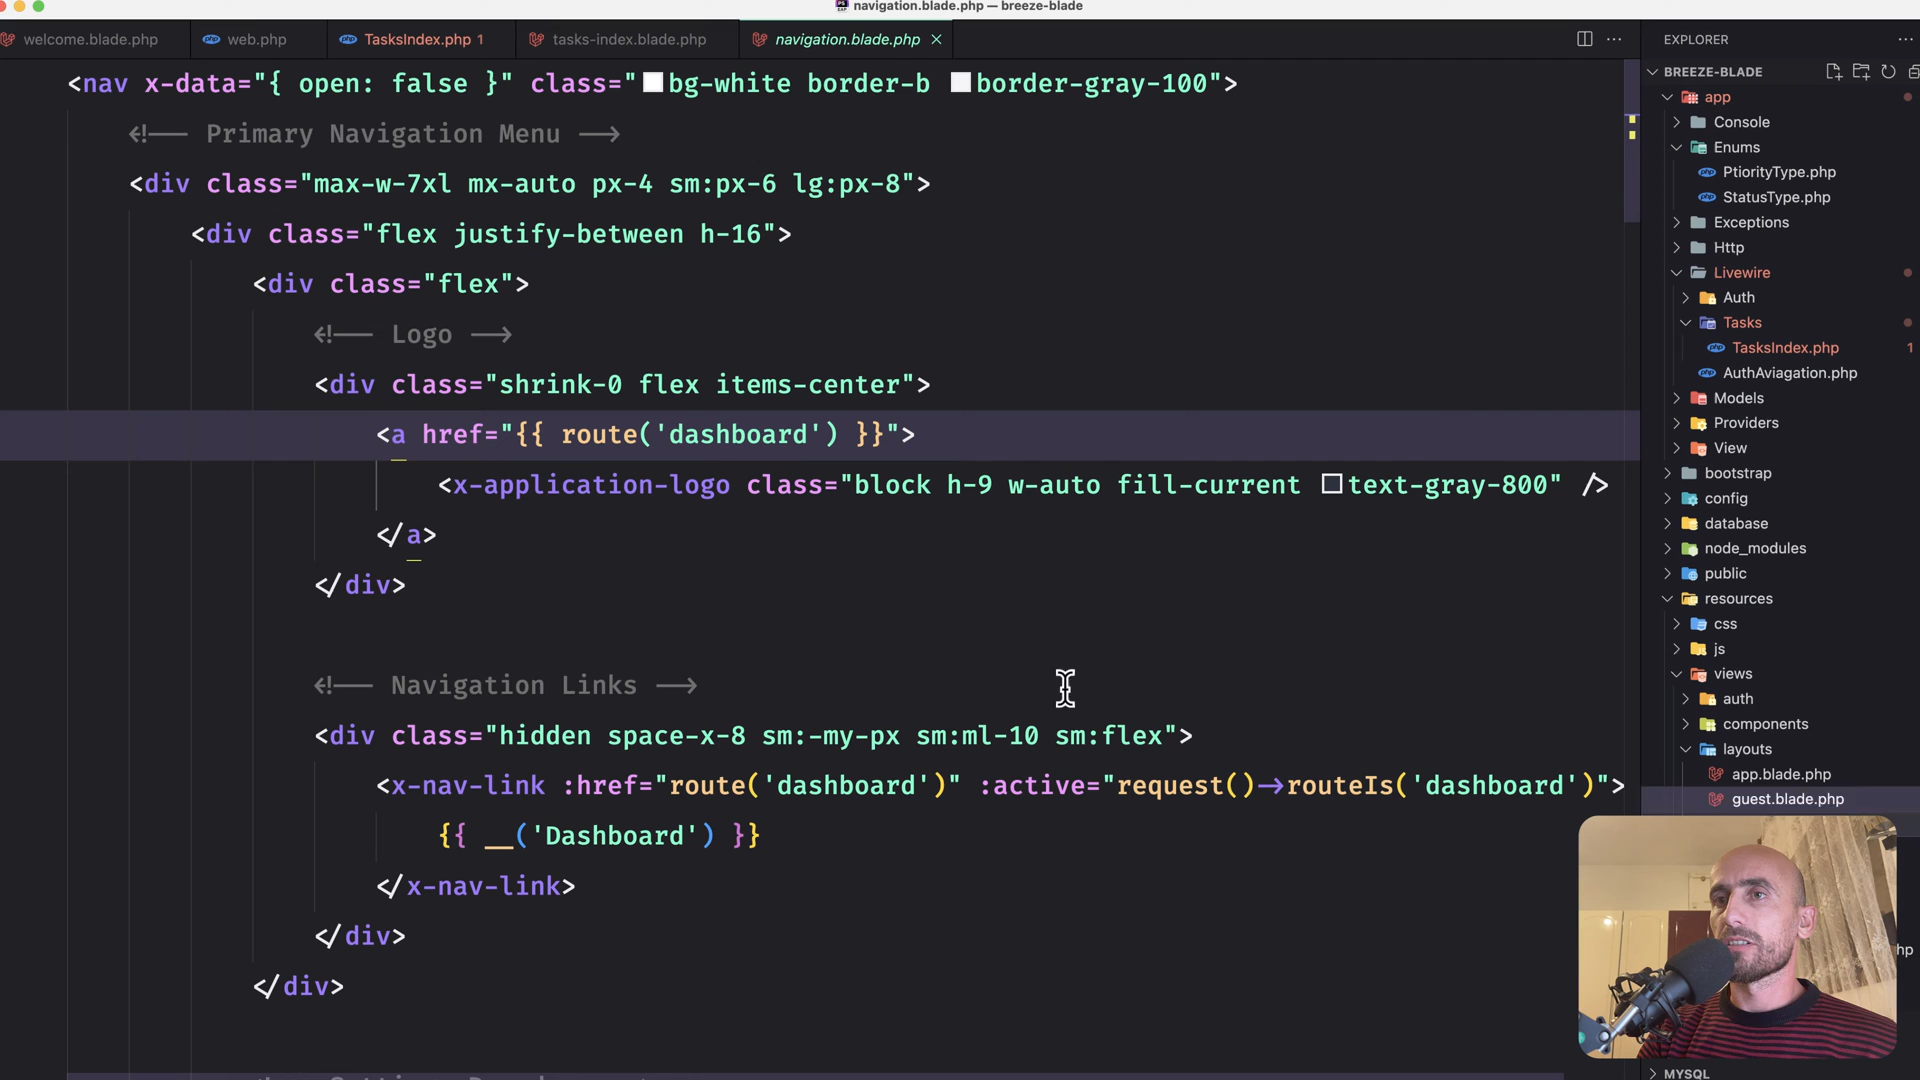 navigation.blade.php — breeze-blade
welcome.blade.php
web.php
TasksIndex.php 1
tasks-index.blade.php
navigation.blade.php
<nav x-data="{ open: false }" class="bg-white border-b border-gray-100">
<!-- Primary Navigation Menu -->
<div class="max-w-7xl mx-auto px-4 sm:px-6 lg:px-8">
<div class="flex justify-between h-16">
<div class="flex">
<!-- Logo -->
<div class="shrink-0 flex items-center">
<a href="{{ route('dashboard') }}">
<x-application-logo class="block h-9 w-auto fill-current text-gray-800" />
</a>
</div>
<!-- Navigation Links -->
<div class="hidden space-x-8 sm:-my-px sm:ml-10 sm:flex">
<x-nav-link :href="route('dashboard')" :active="request()->routeIs('dashboard')">
{{ __('Dashboard') }}
</x-nav-link>
</div>
</div>
EXPLORER
BREEZE-BLADE
app
Console
Enums
PtiorityType.php
StatusType.php
Exceptions
Http
Livewire
Auth
Tasks
TasksIndex.php 1
AuthAviagation.php
Models
Providers
View
bootstrap
config
database
node_modules
public
resources
css
js
views
auth
components
layouts
app.blade.php
guest.blade.php
hp
MYSQL